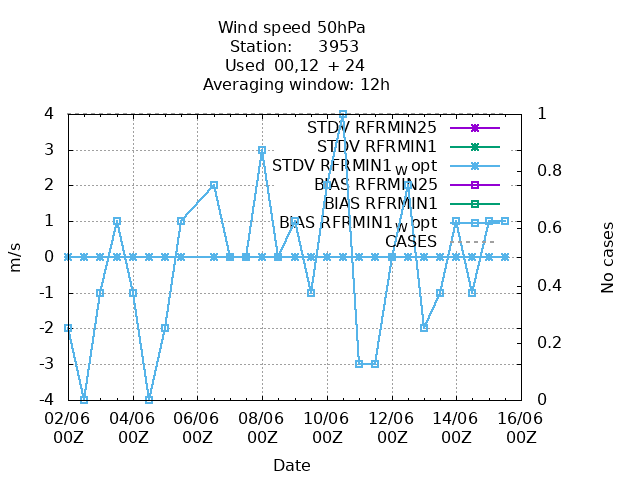 Wind speed 50hPa
Station: 3953
Used 00,12 + 24
Averaging window: 12h
4
3
2
1
0
-1
-2
-3
-4
m/s
1
0.8
0.6
0.4
0.2
0
No cases
STDV RFRMIN25
STDV RFRMIN1
STDV RFRMIN1_W opt
BIAS RFRMIN25
BIAS RFRMIN1
BIAS RFRMIN1_W opt
CASES
02/06 04/06 06/06 08/06 10/06 12/06 14/06 16/06
00Z 00Z 00Z 00Z 00Z 00Z 00Z 00Z
Date